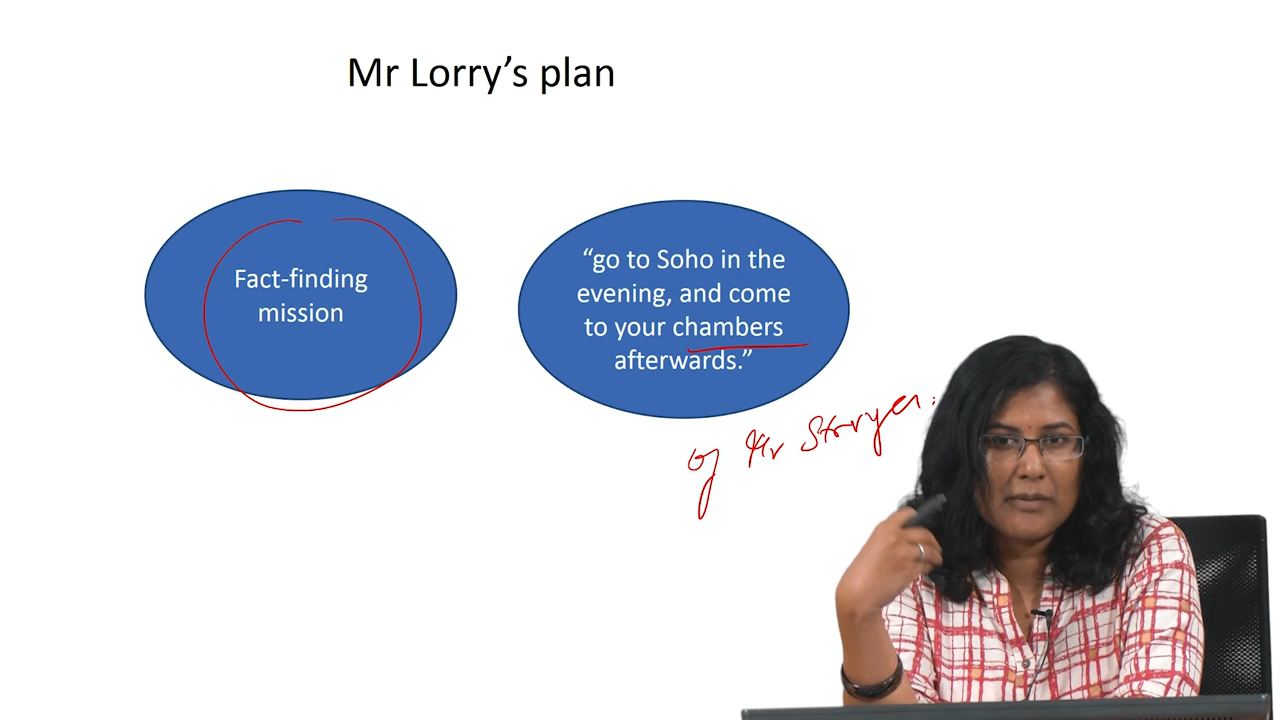 Mr Lorry’s plan
Fact-finding
mission
“go to Soho in the
evening, and come
to your chambers
afterwards.”
of Mr Stryver.